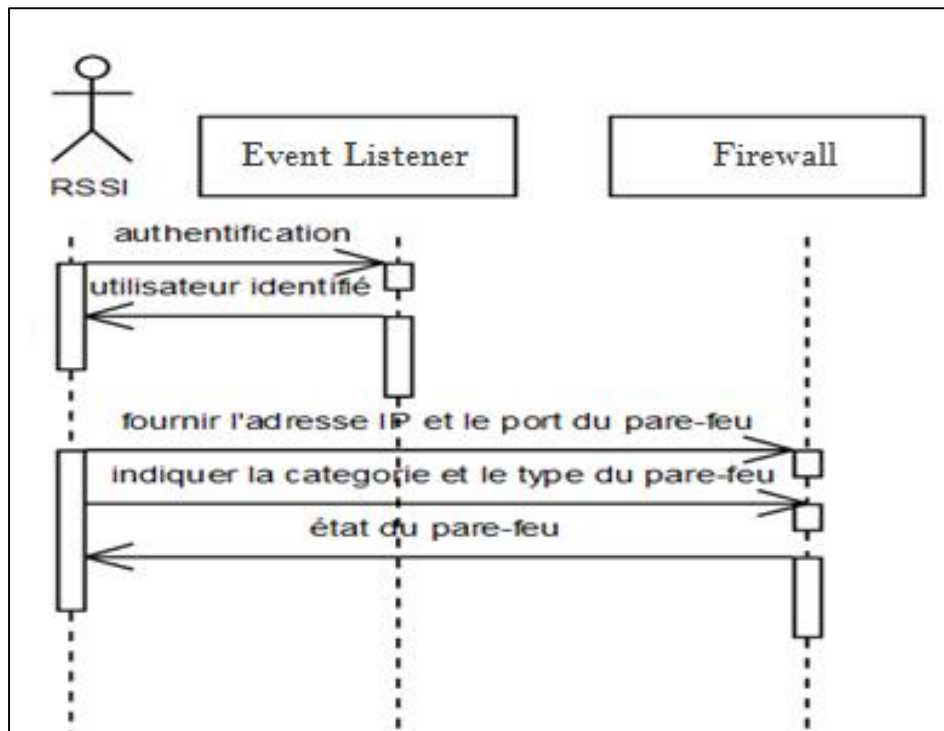 RSSI
Event Listener
Firewall
authentification
utilisateur identifié
fournir l'adresse IP et le port du pare-feu
indiquer la categorie et le type du pare-feu
état du pare-feu